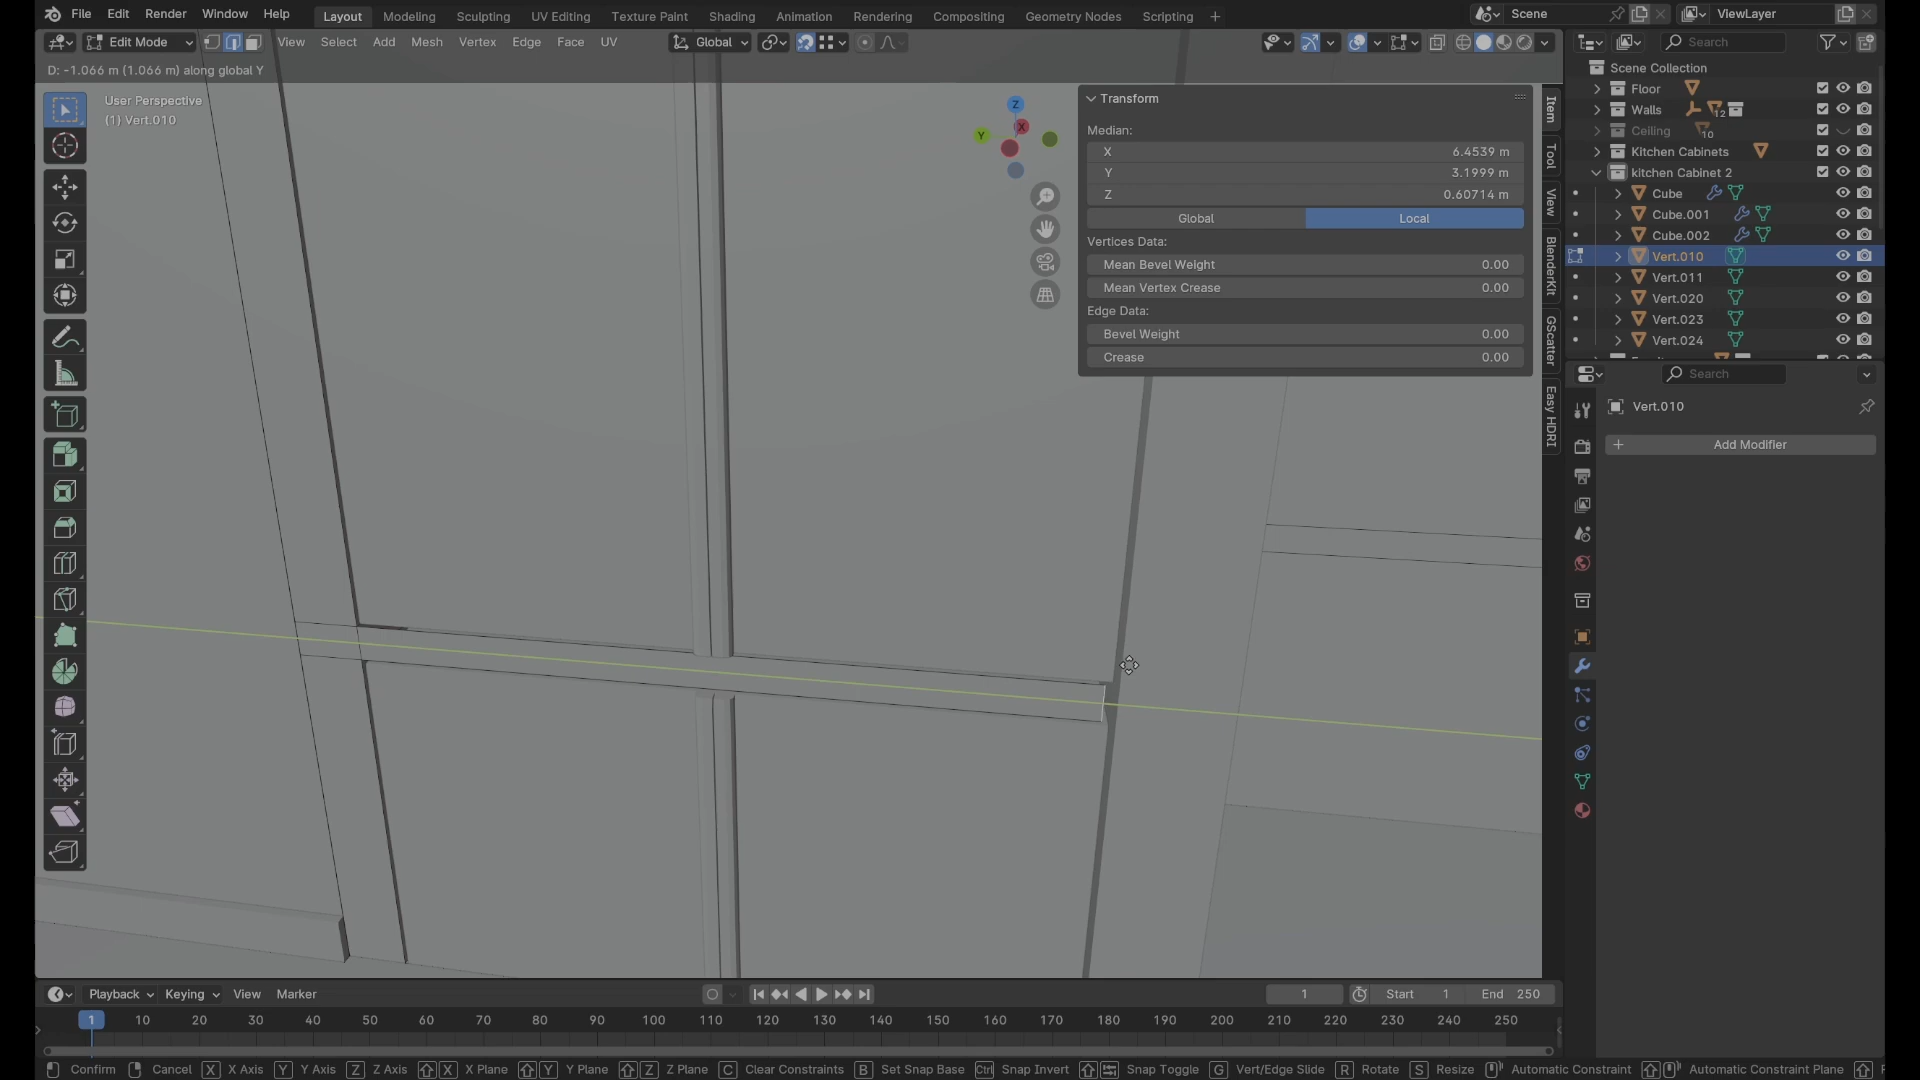 File Edit Render Window Help Layout Modeling Sculpting UV Editing Texture Paint Shading Animation Rendering Compositing Geometry Nodes Scripting + Scene ViewLayer
Edit Mode View Select Add Mesh Vertex Edge Face UV Global Search
D: -1.066 m (1.066 m) along global Y
User Perspective
(1) Vert.010
Z
Y
X
Transform
Median:
X 6.4539 m
Y 3.1999 m
Z 0.60714 m
Global Local
Vertices Data:
Mean Bevel Weight 0.00
Mean Vertex Crease 0.00
Edge Data:
Bevel Weight 0.00
Crease 0.00
Item
Tool
View
BlenderKit
GScatter
Easy HDRI
Scene Collection
Floor
Walls 12
Ceiling 10
Kitchen Cabinets
kitchen Cabinet 2
Cube
Cube.001
Cube.002
Vert.010
Vert.011
Vert.020
Vert.023
Vert.024
Search
Vert.010
+ Add Modifier
Playback Keying View Marker 1 Start 1 End 250
1 10 20 30 40 50 60 70 80 90 100 110 120 130 140 150 160 170 180 190 200 210 220 230 240 250
Confirm Cancel X X Axis Y Y Axis Z Z Axis X X Plane Y Y Plane Z Z Plane C Clear Constraints B Set Snap Base Ctrl Snap Invert Snap Toggle G Vert/Edge Slide R Rotate S Resize Automatic Constraint Automatic Constraint Plane